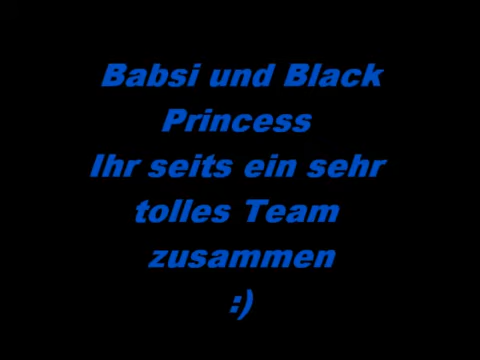 Babsi und Black
Princess
Ihr seits ein sehr
tolles Team
zusammen
:)